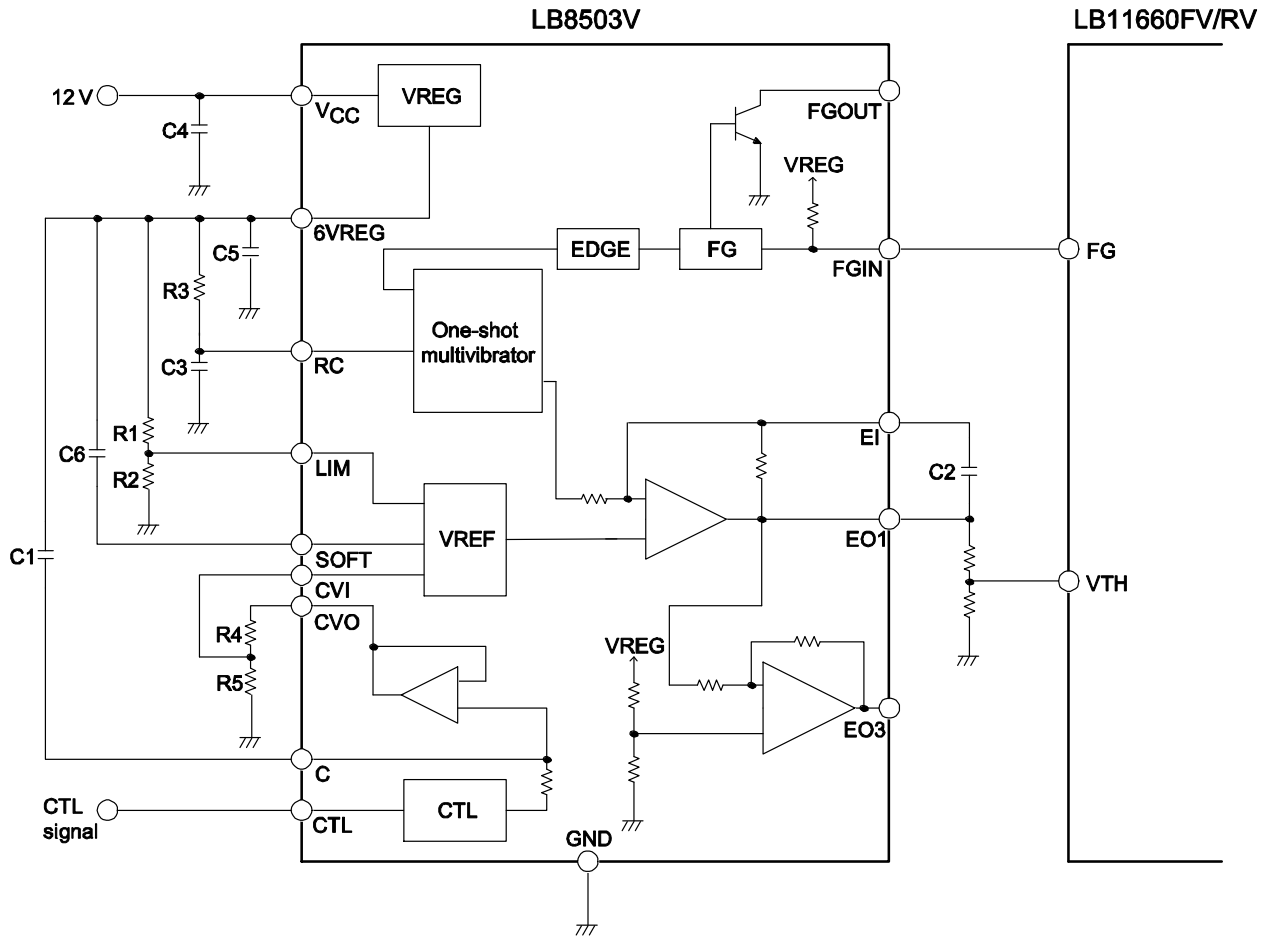 LB8503V
LB11660FV/RV
12 V
VCC
VREG
FGOUT
C4
VREG
6VREG
C5
EDGE
FG
FGIN
FG
R3
One-shot
multivibrator
RC
C3
R1
EI
C6
LIM
C2
R2
VREF
EO1
C1
SOFT
CVI
VTH
CVO
R4
VREG
R5
EO3
C
CTL
signal
CTL
CTL
GND